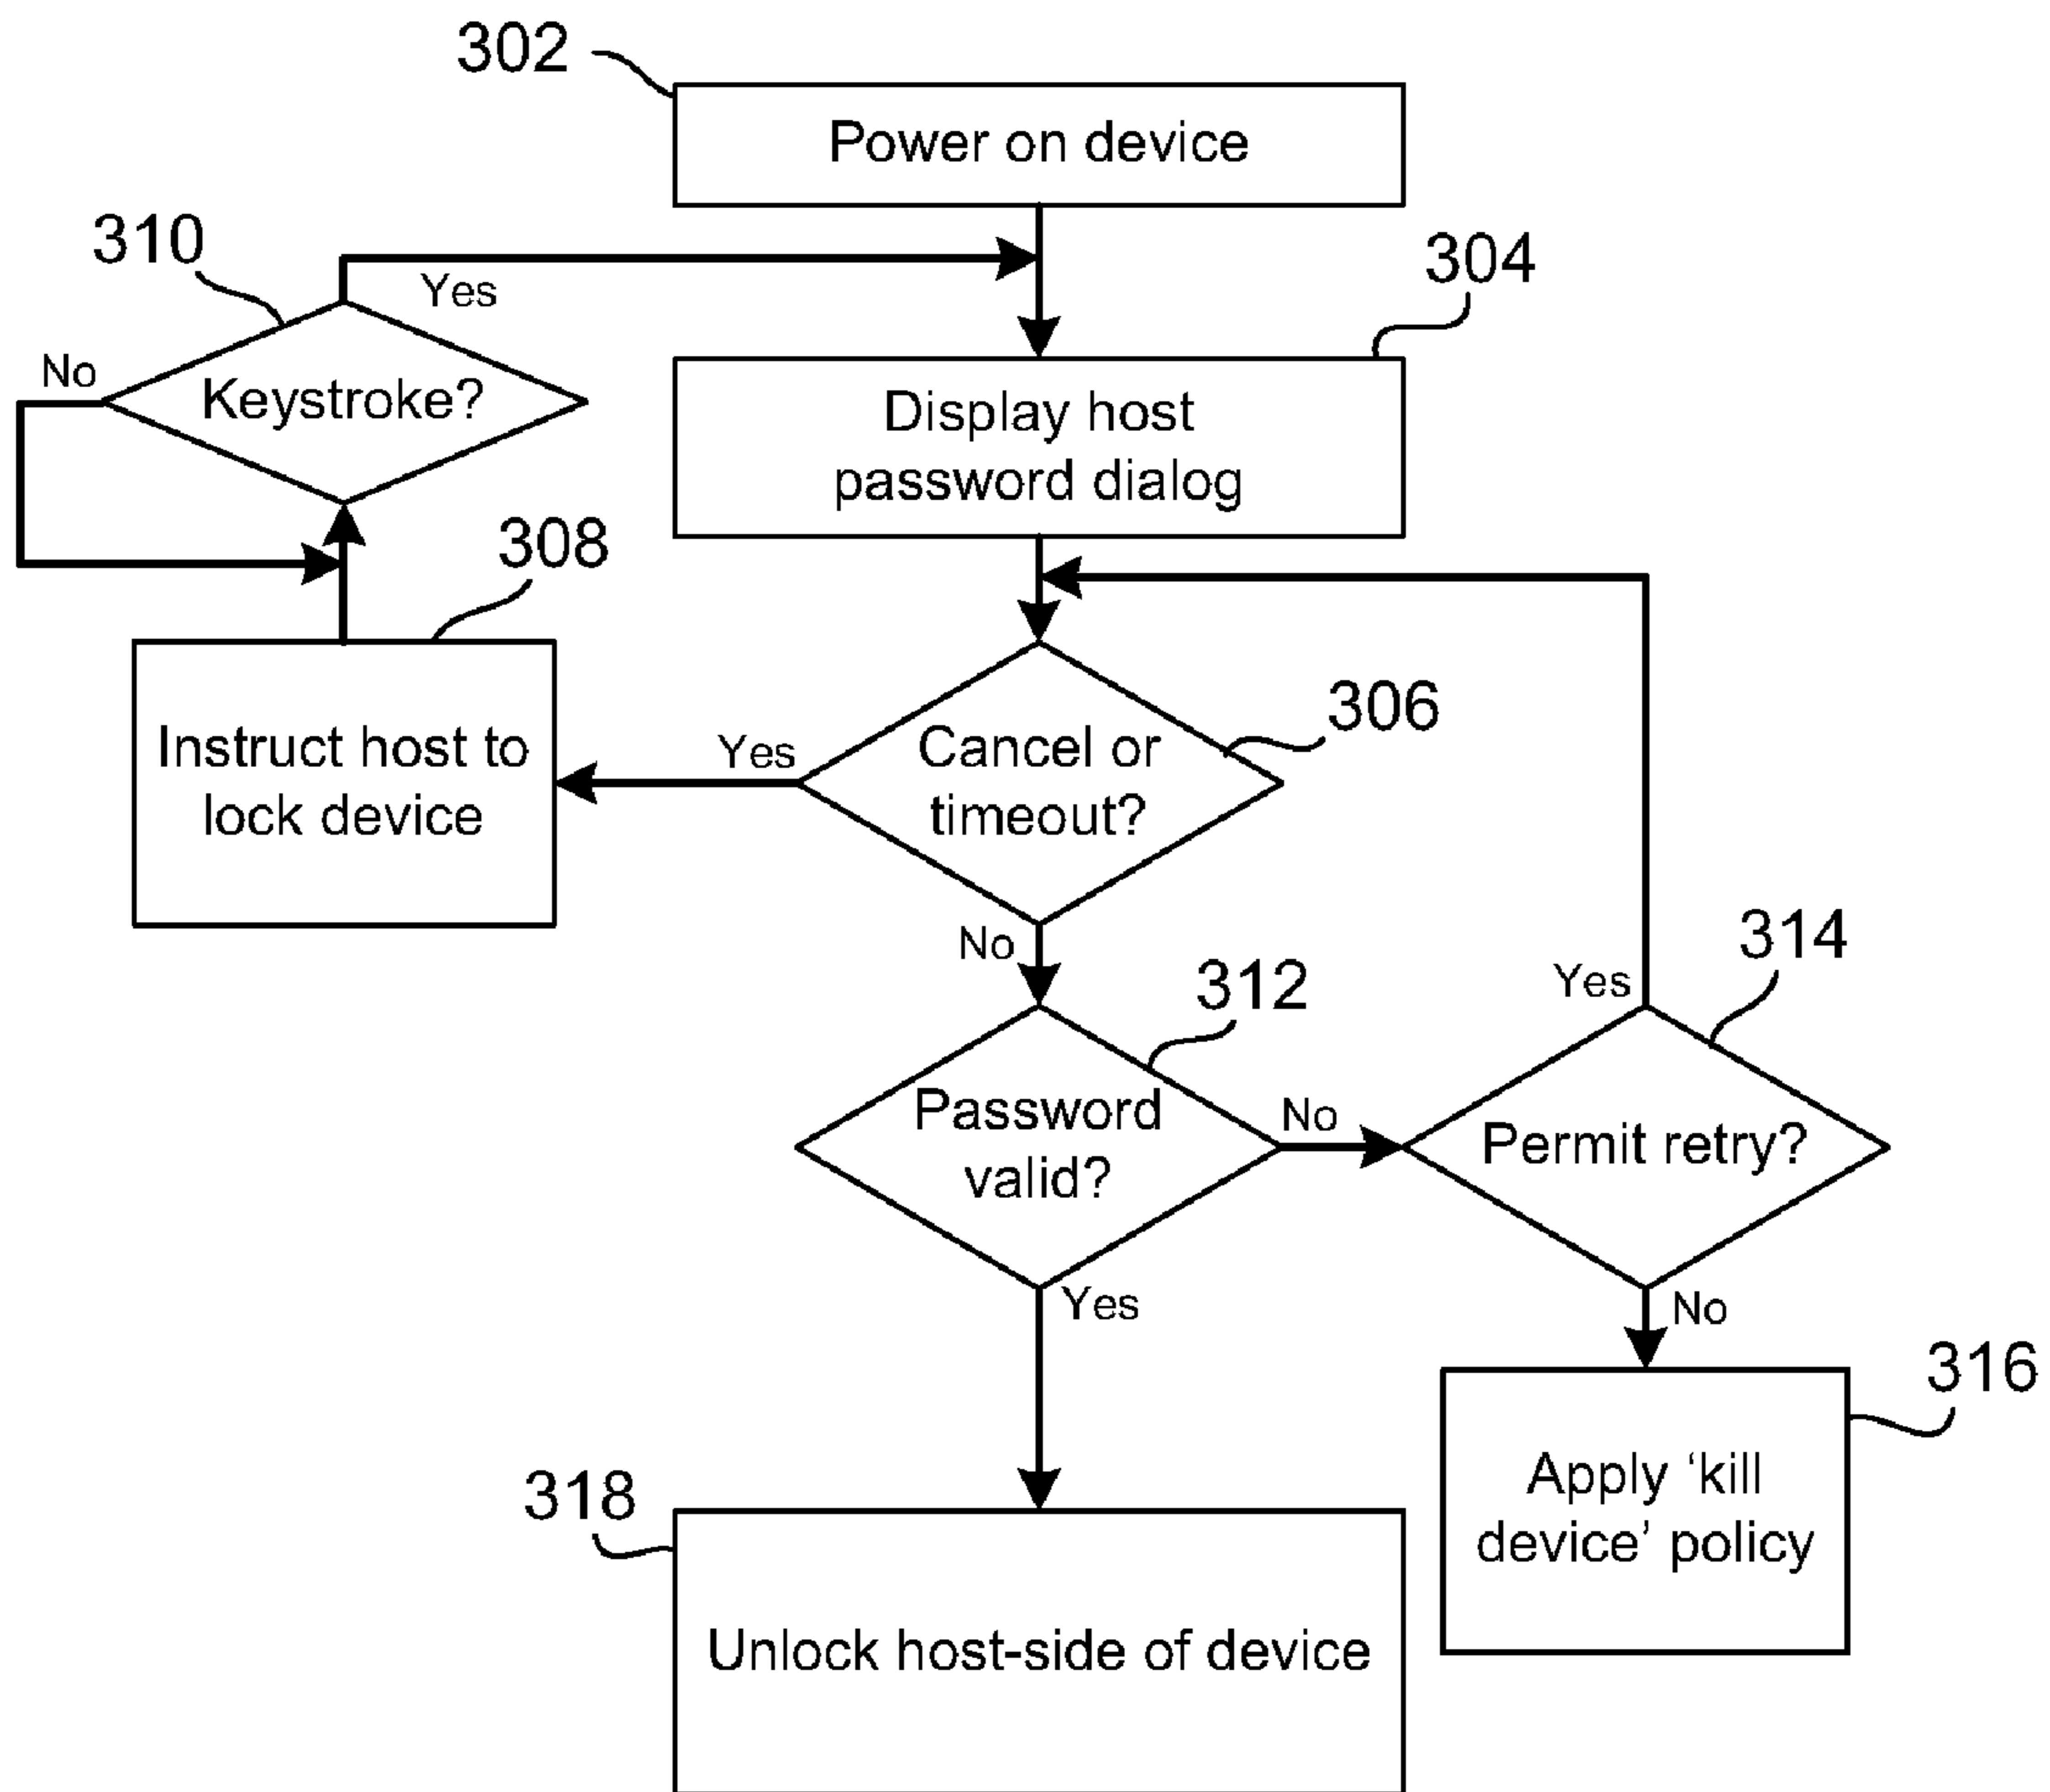 302
Power on device
310
Yes
304
No
Keystroke?
Display host
password dialog
308
306
Instruct host to
lock device
Yes
Cancel or
timeout?
314
No
312
Yes
Password
valid?
No
Permit retry?
Yes
No
316
318
Apply ‘kill
device’ policy
Unlock host-side of device